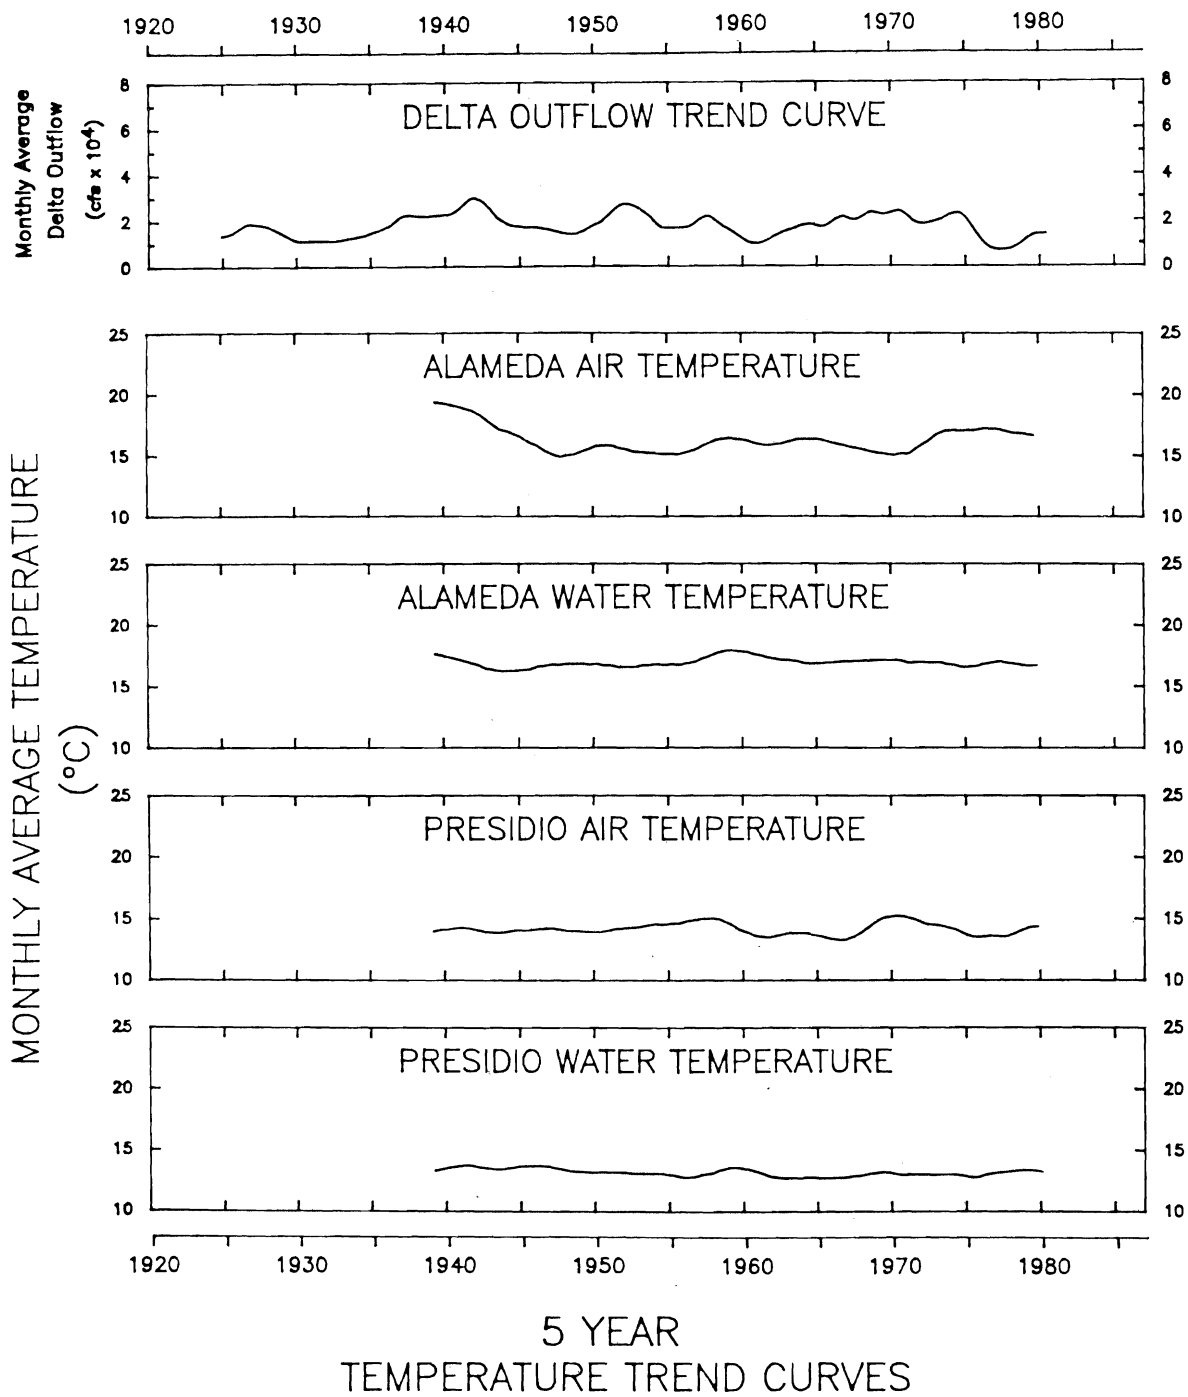 1920 1930 1940 1950 1960 1970 1980
Monthly Average
Delta Outflow
(cfs x 10⁴)
DELTA OUTFLOW TREND CURVE
8 8
6 6
4 4
2 2
0 0
MONTHLY AVERAGE TEMPERATURE
(°C)
ALAMEDA AIR TEMPERATURE
25 25
20 20
15 15
10 10
ALAMEDA WATER TEMPERATURE
25 25
20 20
15 15
10 10
PRESIDIO AIR TEMPERATURE
25 25
20 20
15 15
10 10
PRESIDIO WATER TEMPERATURE
25 25
20 20
15 15
10 10
1920 1930 1940 1950 1960 1970 1980
5 YEAR
TEMPERATURE TREND CURVES